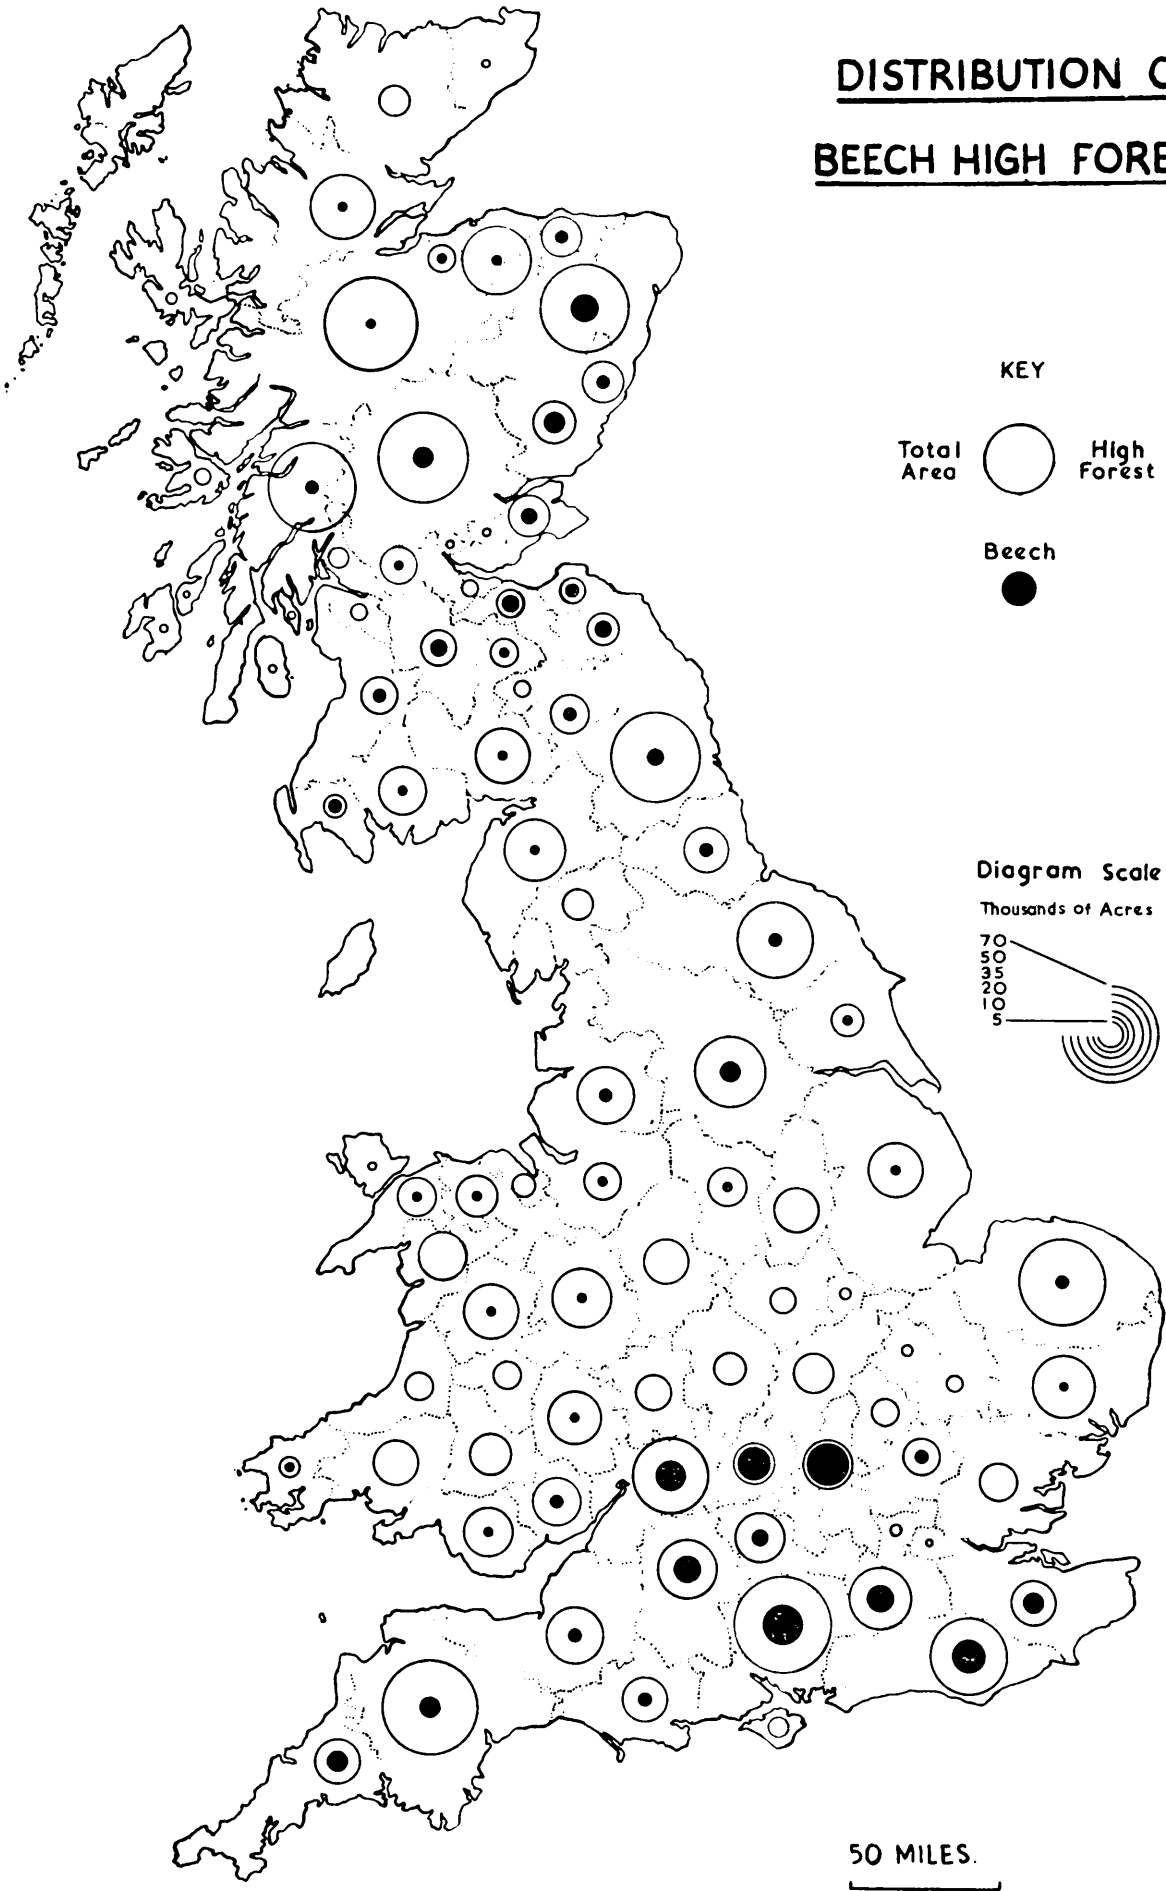 DISTRIBUTION
BEECH HIGH
KEY
Total Area
High Forest
Beech
Diagram Scale
Thousands of Acres
70
50
35
20
10
5
50 MILES.